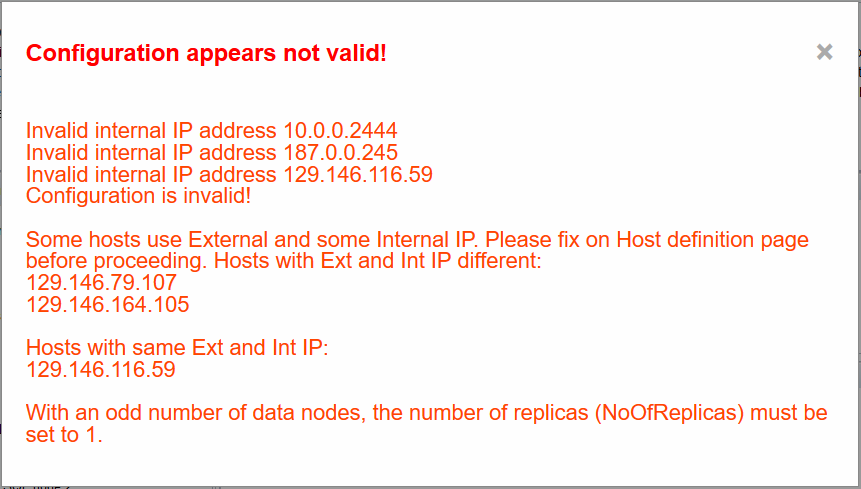 Configuration appears not valid!
Invalid internal IP address 10.0.0.2444
Invalid internal IP address 187.0.0.245
Invalid internal IP address 129.146.116.59
Configuration is invalid!
Some hosts use External and some Internal IP. Please fix on Host definition page
before proceeding. Hosts with Ext and Int IP different:
129.146.79.107
129.146.164.105
Hosts with same Ext and Int IP:
129.146.116.59
With an odd number of data nodes, the number of replicas (NoOfReplicas) must be
set to 1.